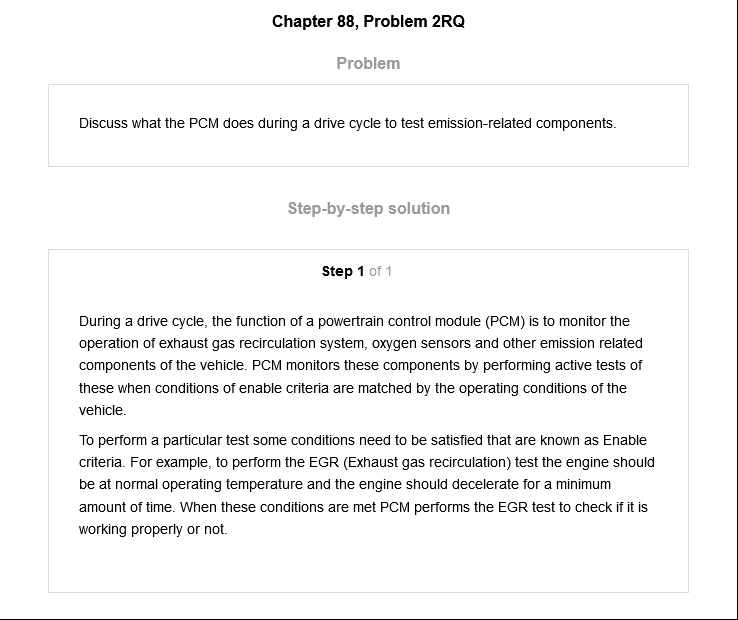 Chapter 88, Problem 2RQ
Problem
Discuss what the PCM does during a drive cycle to test emission-related components.
Step-by-step solution
Step 1 of 1
During a drive cycle, the function of a powertrain control module (PCM) is to monitor the
operation of exhaust gas recirculation system, oxygen sensors and other emission related
components of the vehicle. PCM monitors these components by performing active tests of
these when conditions of enable criteria are matched by the operating conditions of the
vehicle.
To perform a particular test some conditions need to be satisfied that are known as Enable
criteria. For example, to perform the EGR (Exhaust gas recirculation) test the engine should
be at normal operating temperature and the engine should decelerate for a minimum
amount of time. When these conditions are met PCM performs the EGR test to check if it is
working properly or not.